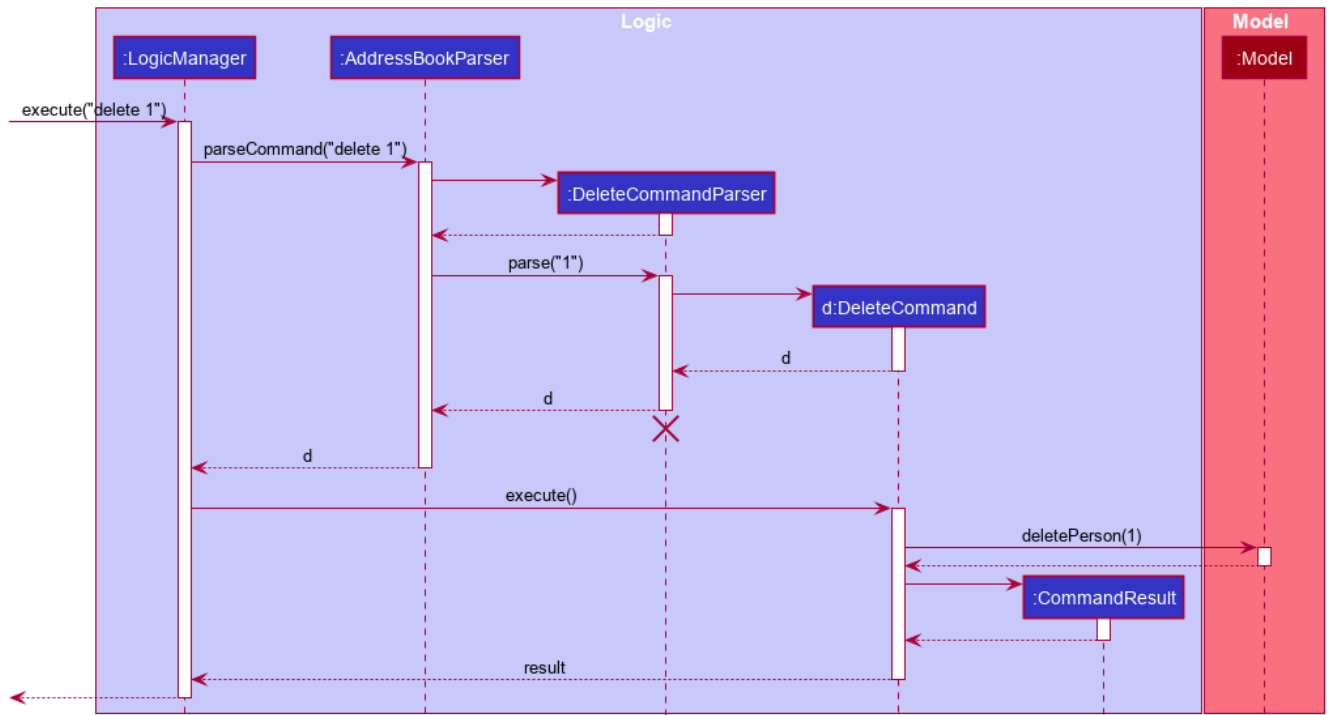 Logic
Model
:LogicManager
:AddressBookParser
:Model
execute("delete 1")
parseCommand("delete 1")
:DeleteCommandParser
parse("1")
d:DeleteCommand
d
d
d
execute()
deletePerson(1)
:CommandResult
result